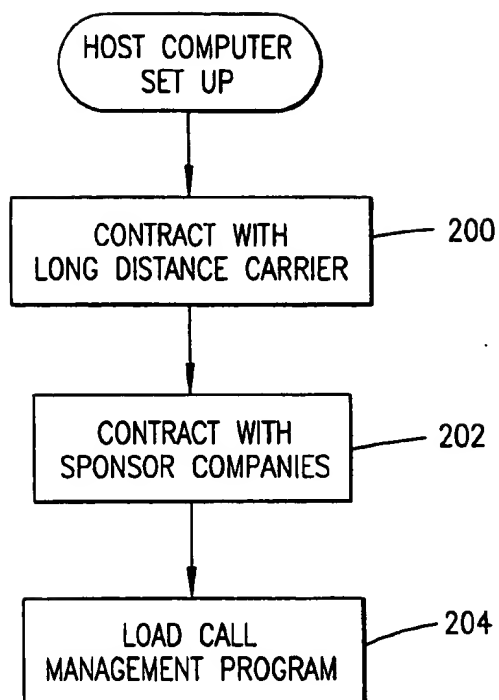 HOST COMPUTER
SET UP
CONTRACT WITH
LONG DISTANCE CARRIER
200
CONTRACT WITH
SPONSOR COMPANIES
202
LOAD CALL
MANAGEMENT PROGRAM
204